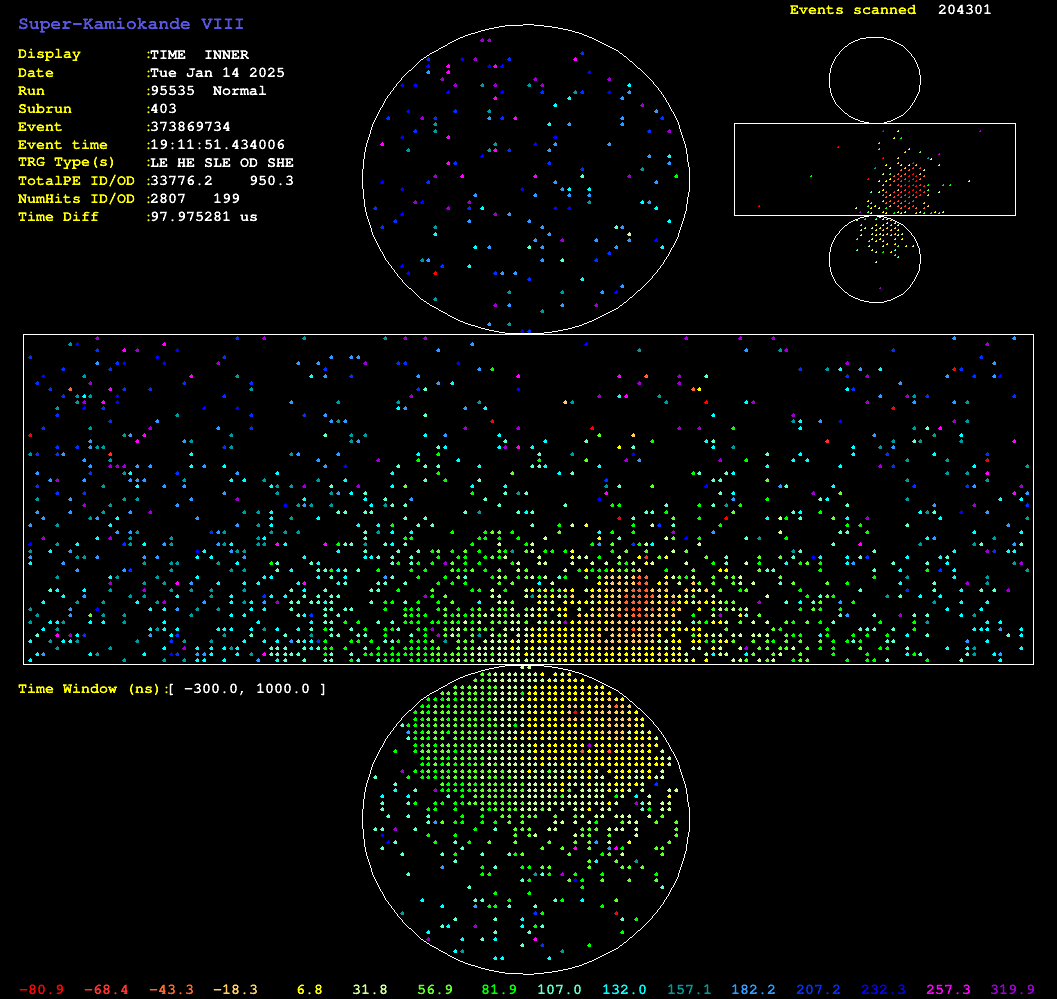 Events scanned 204301
Super-Kamiokande VIII
Display :TIME INNER
Date :Tue Jan 14 2025
Run :95535 Normal
Subrun :403
Event :373869734
Event time :19:11:51.434006
TRG Type(s) :LE HE SLE OD SHE
TotalPE ID/OD :33776.2 950.3
NumHits ID/OD :2807 199
Time Diff :97.975281 us
Time Window (ns):[ -300.0, 1000.0 ]
-80.9 -68.4 -43.3 -18.3 6.8 31.8 56.9 81.9 107.0 132.0 157.1 182.2 207.2 232.3 257.3 319.9